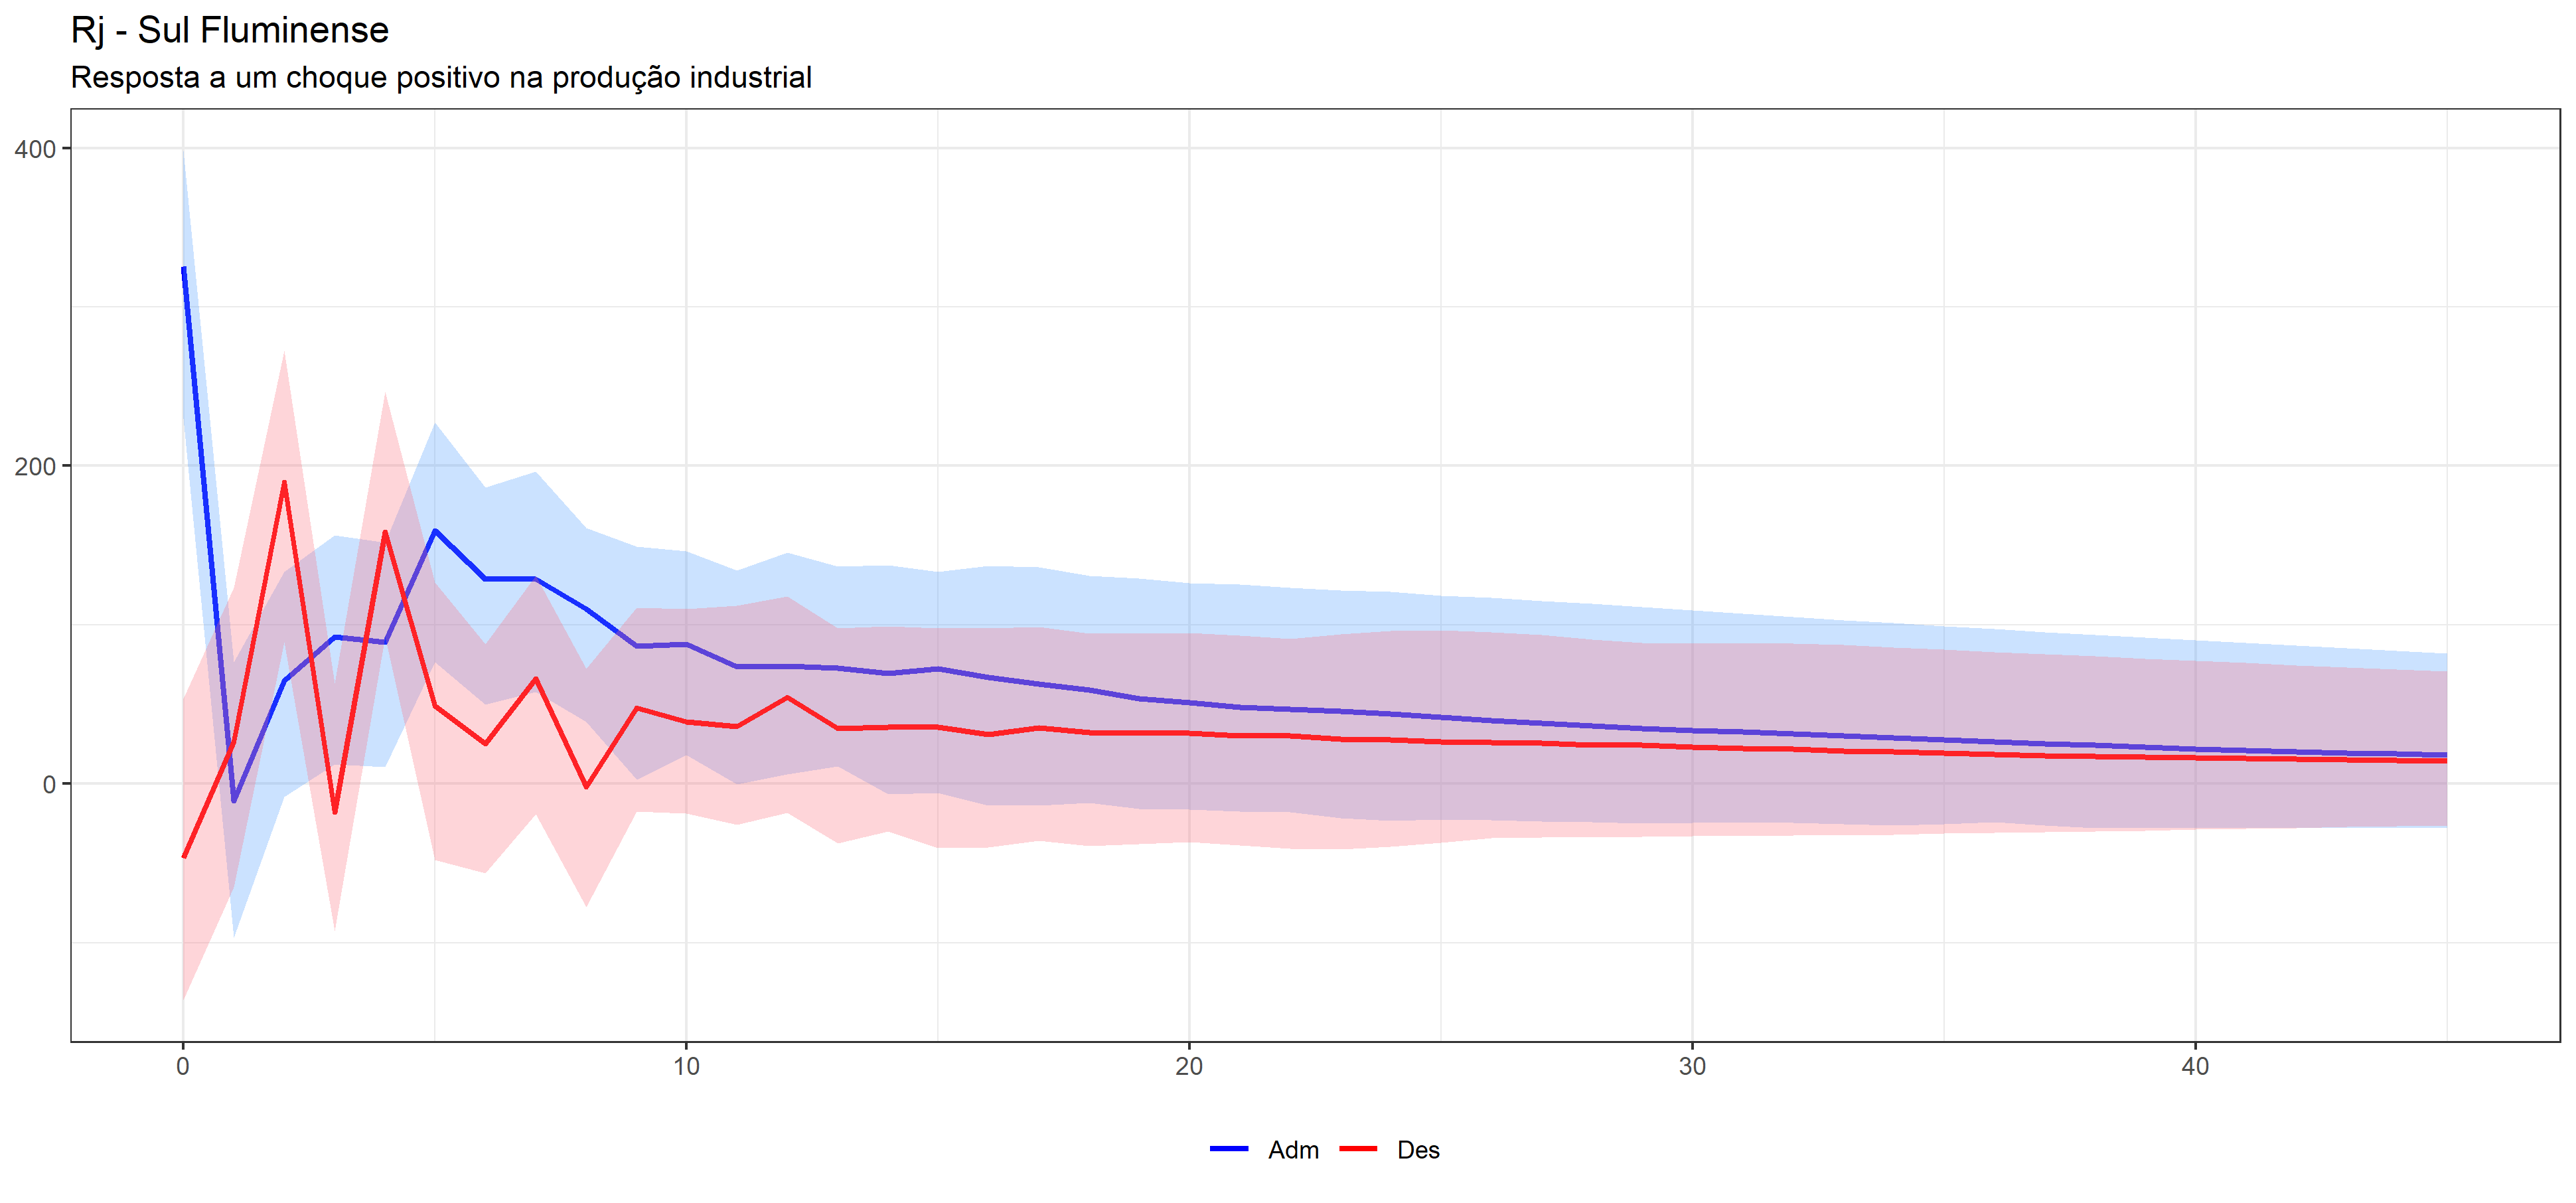 Rj - Sul Fluminense
Resposta a um choque positivo na produção industrial
400
200
0
0 10 20 30 40
Adm Des